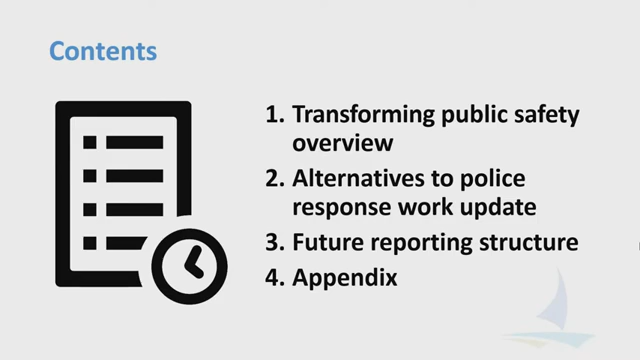 Contents
1. Transforming public safety
overview
2. Alternatives to police
response work update
3. Future reporting structure
4. Appendix